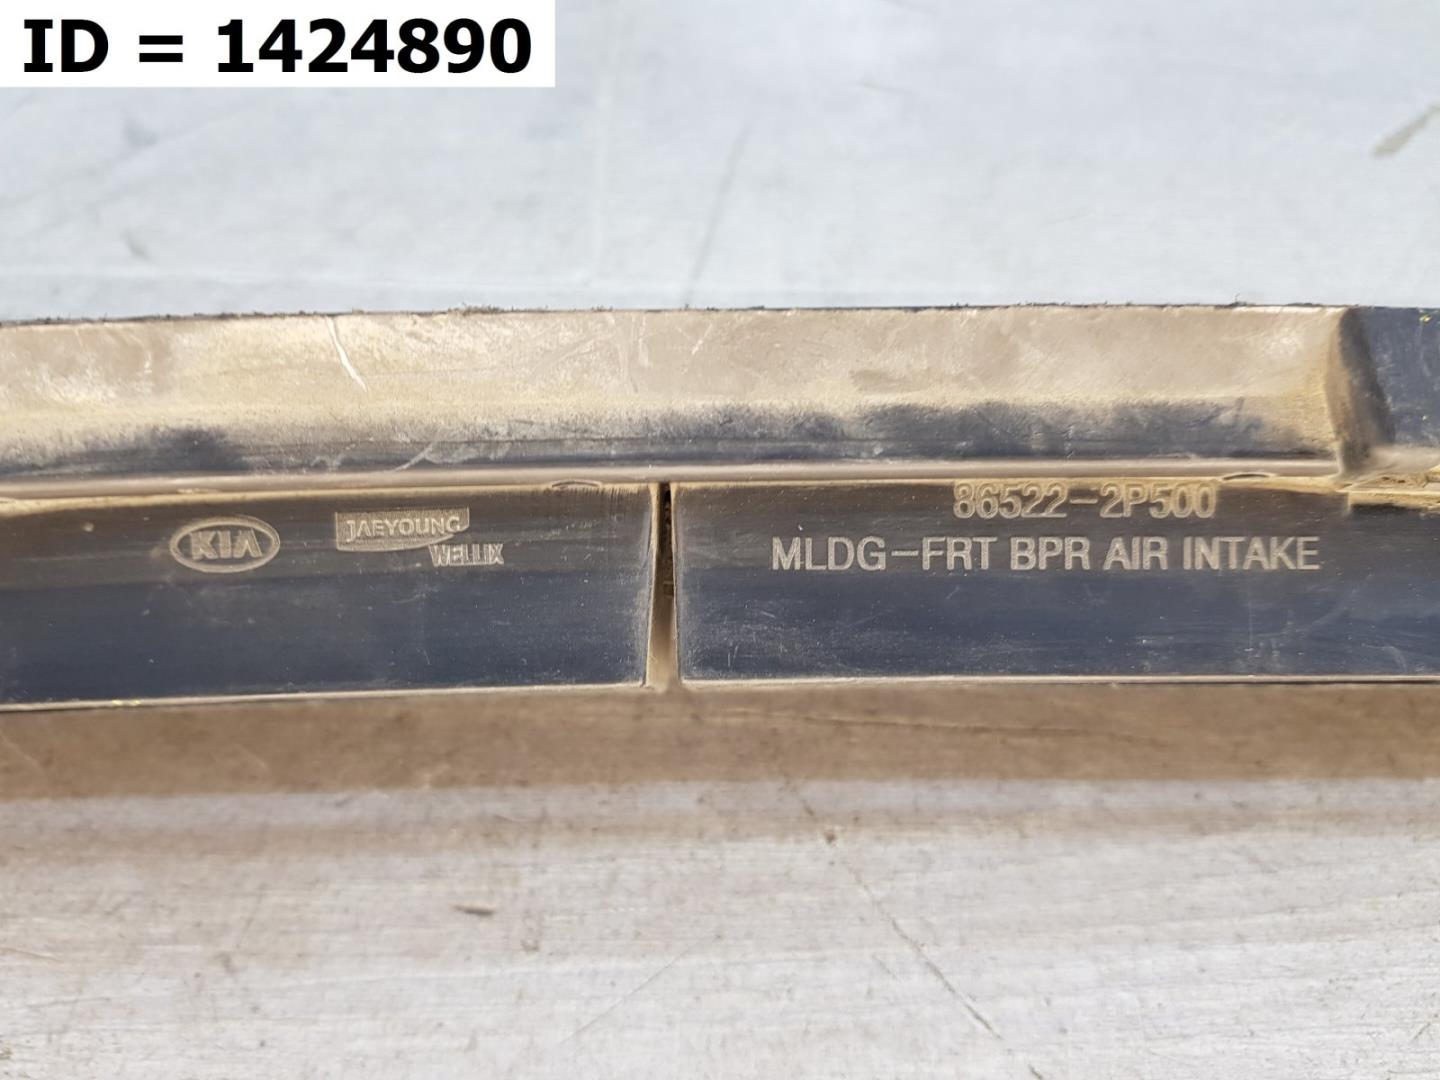 ID = 1424890
KIA
JAEYOUNG
WELLIX
86522-2P500
MLDG-FRT BPR AIR INTAKE